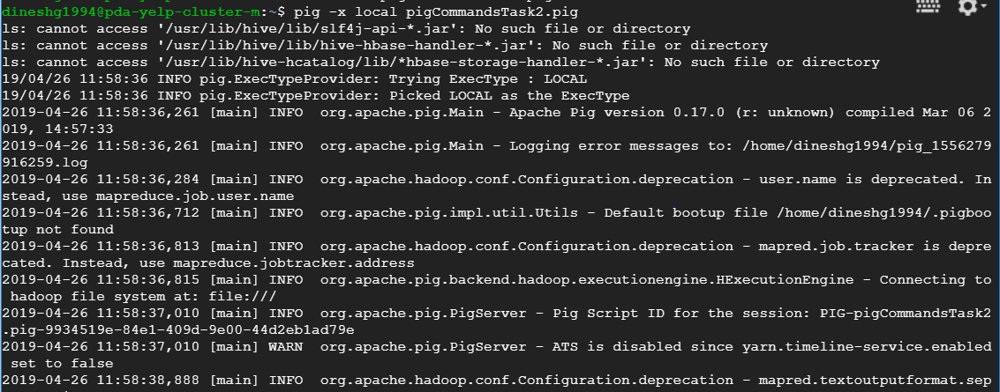 dineshg1994@pda-yelp-cluster-m:~$ pig -x local pigCommandsTask2.pig
ls: cannot access '/usr/lib/hive/lib/slf4j-api-*.jar': No such file or directory
ls: cannot access '/usr/lib/hive/lib/hive-hbase-handler-*.jar': No such file or directory
ls: cannot access '/usr/lib/hive-hcatalog/lib/*hbase-storage-handler-*.jar': No such file or directory
19/04/26 11:58:36 INFO pig.ExecTypeProvider: Trying ExecType : LOCAL
19/04/26 11:58:36 INFO pig.ExecTypeProvider: Picked LOCAL as the ExecType
2019-04-26 11:58:36,261 [main] INFO  org.apache.pig.Main - Apache Pig version 0.17.0 (r: unknown) compiled Mar 06 2
019, 14:57:33
2019-04-26 11:58:36,261 [main] INFO  org.apache.pig.Main - Logging error messages to: /home/dineshg1994/pig_1556279
916259.log
2019-04-26 11:58:36,284 [main] INFO  org.apache.hadoop.conf.Configuration.deprecation - user.name is deprecated. In
stead, use mapreduce.job.user.name
2019-04-26 11:58:36,712 [main] INFO  org.apache.pig.impl.util.Utils - Default bootup file /home/dineshg1994/.pigboo
tup not found
2019-04-26 11:58:36,813 [main] INFO  org.apache.hadoop.conf.Configuration.deprecation - mapred.job.tracker is depre
cated. Instead, use mapreduce.jobtracker.address
2019-04-26 11:58:36,815 [main] INFO  org.apache.pig.backend.hadoop.executionengine.HExecutionEngine - Connecting to
 hadoop file system at: file:///
2019-04-26 11:58:37,010 [main] INFO  org.apache.pig.PigServer - Pig Script ID for the session: PIG-pigCommandsTask2
.pig-9934519e-84e1-409d-9e00-44d2eb1ad79e
2019-04-26 11:58:37,010 [main] WARN  org.apache.pig.PigServer - ATS is disabled since yarn.timeline-service.enabled
 set to false
2019-04-26 11:58:38,888 [main] INFO  org.apache.hadoop.conf.Configuration.deprecation - mapred.textoutputformat.sep